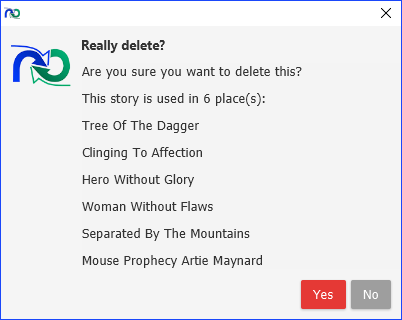 Really delete?
Are you sure you want to delete this?
This story is used in 6 place(s):
Tree Of The Dagger
Clinging To Affection
Hero Without Glory
Woman Without Flaws
Separated By The Mountains
Mouse Prophecy Artie Maynard
Yes No